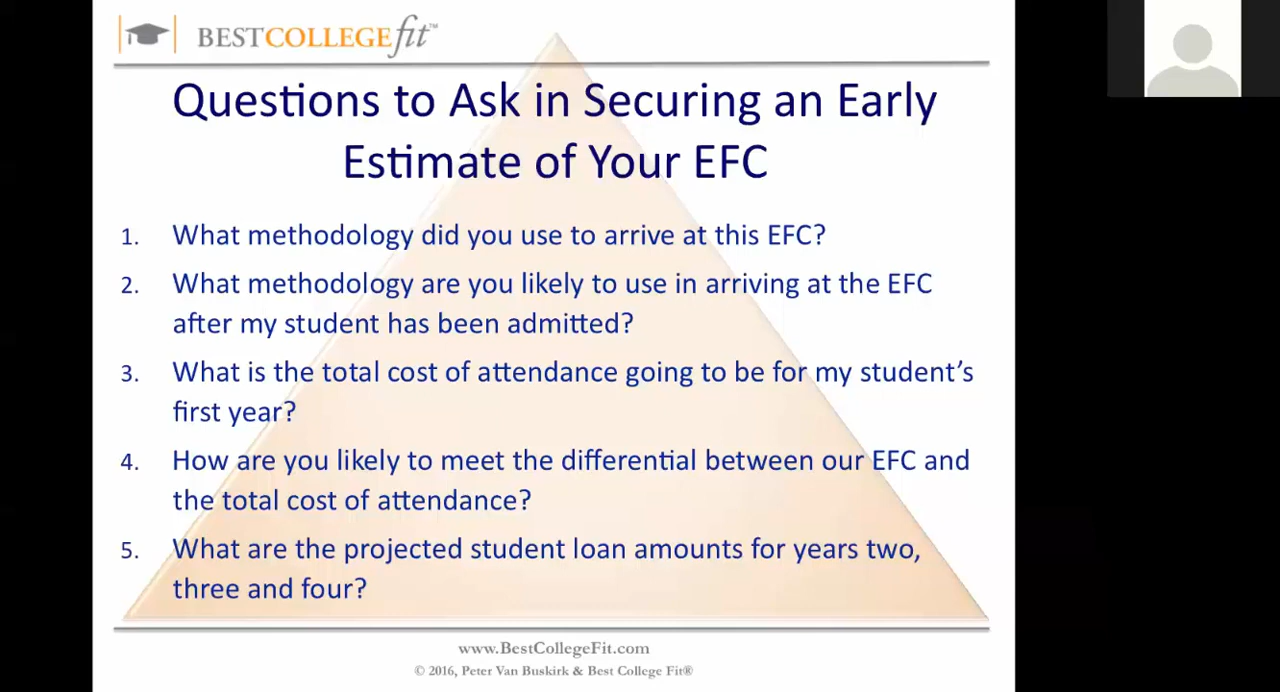 BESTCOLLEGEfit™
Questions to Ask in Securing an Early
Estimate of Your EFC
1. What methodology did you use to arrive at this EFC?
2. What methodology are you likely to use in arriving at the EFC
after my student has been admitted?
3. What is the total cost of attendance going to be for my student’s
first year?
4. How are you likely to meet the differential between our EFC and
the total cost of attendance?
5. What are the projected student loan amounts for years two,
three and four?
www.BestCollegeFit.com
© 2016, Peter Van Buskirk & Best College Fit®